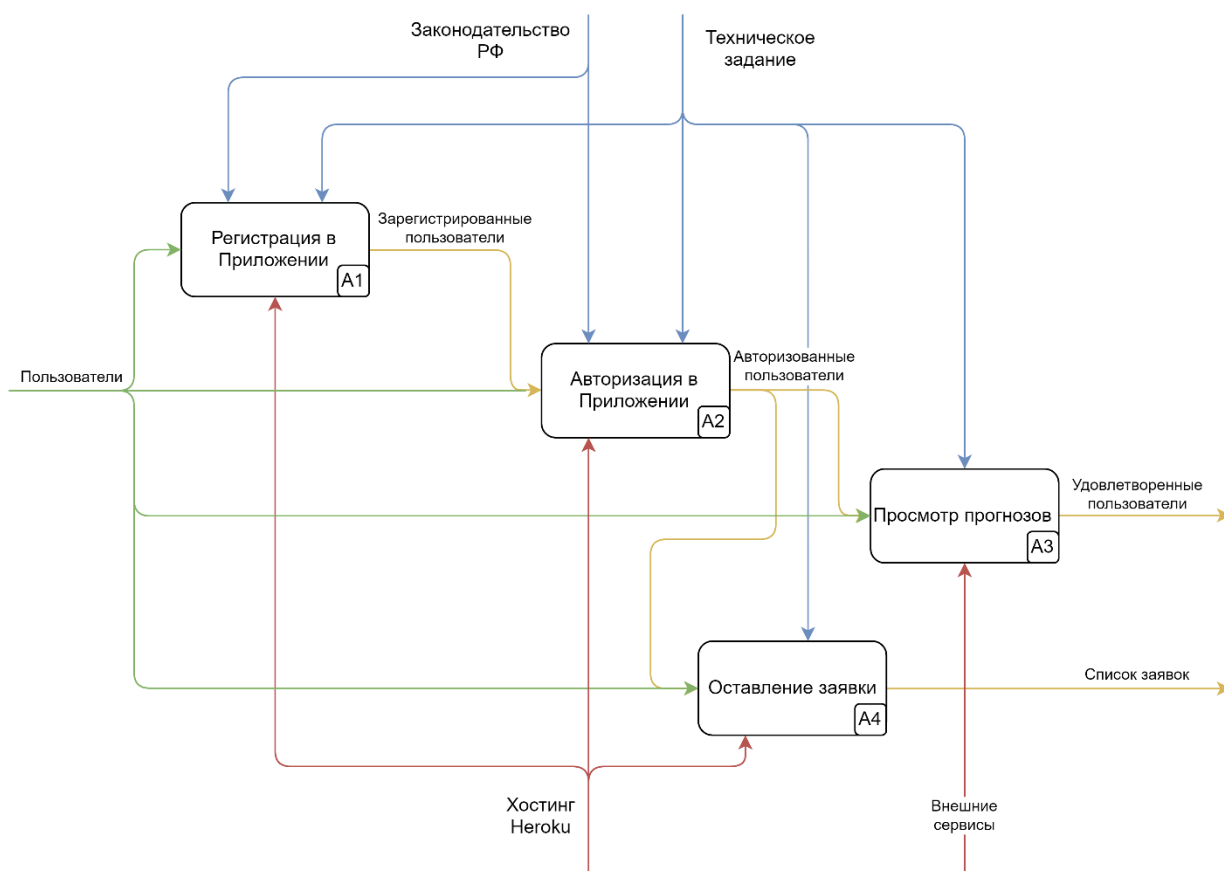 Законодательство
РФ
Техническое
задание
Регистрация в
Приложении
A1
Зарегистрированные
пользователи
Пользователи
Авторизация в
Приложении
A2
Авторизованные
пользователи
Просмотр прогнозов
A3
Удовлетворенные
пользователи
Оставление заявки
A4
Список заявок
Хостинг
Heroku
Внешние
сервисы